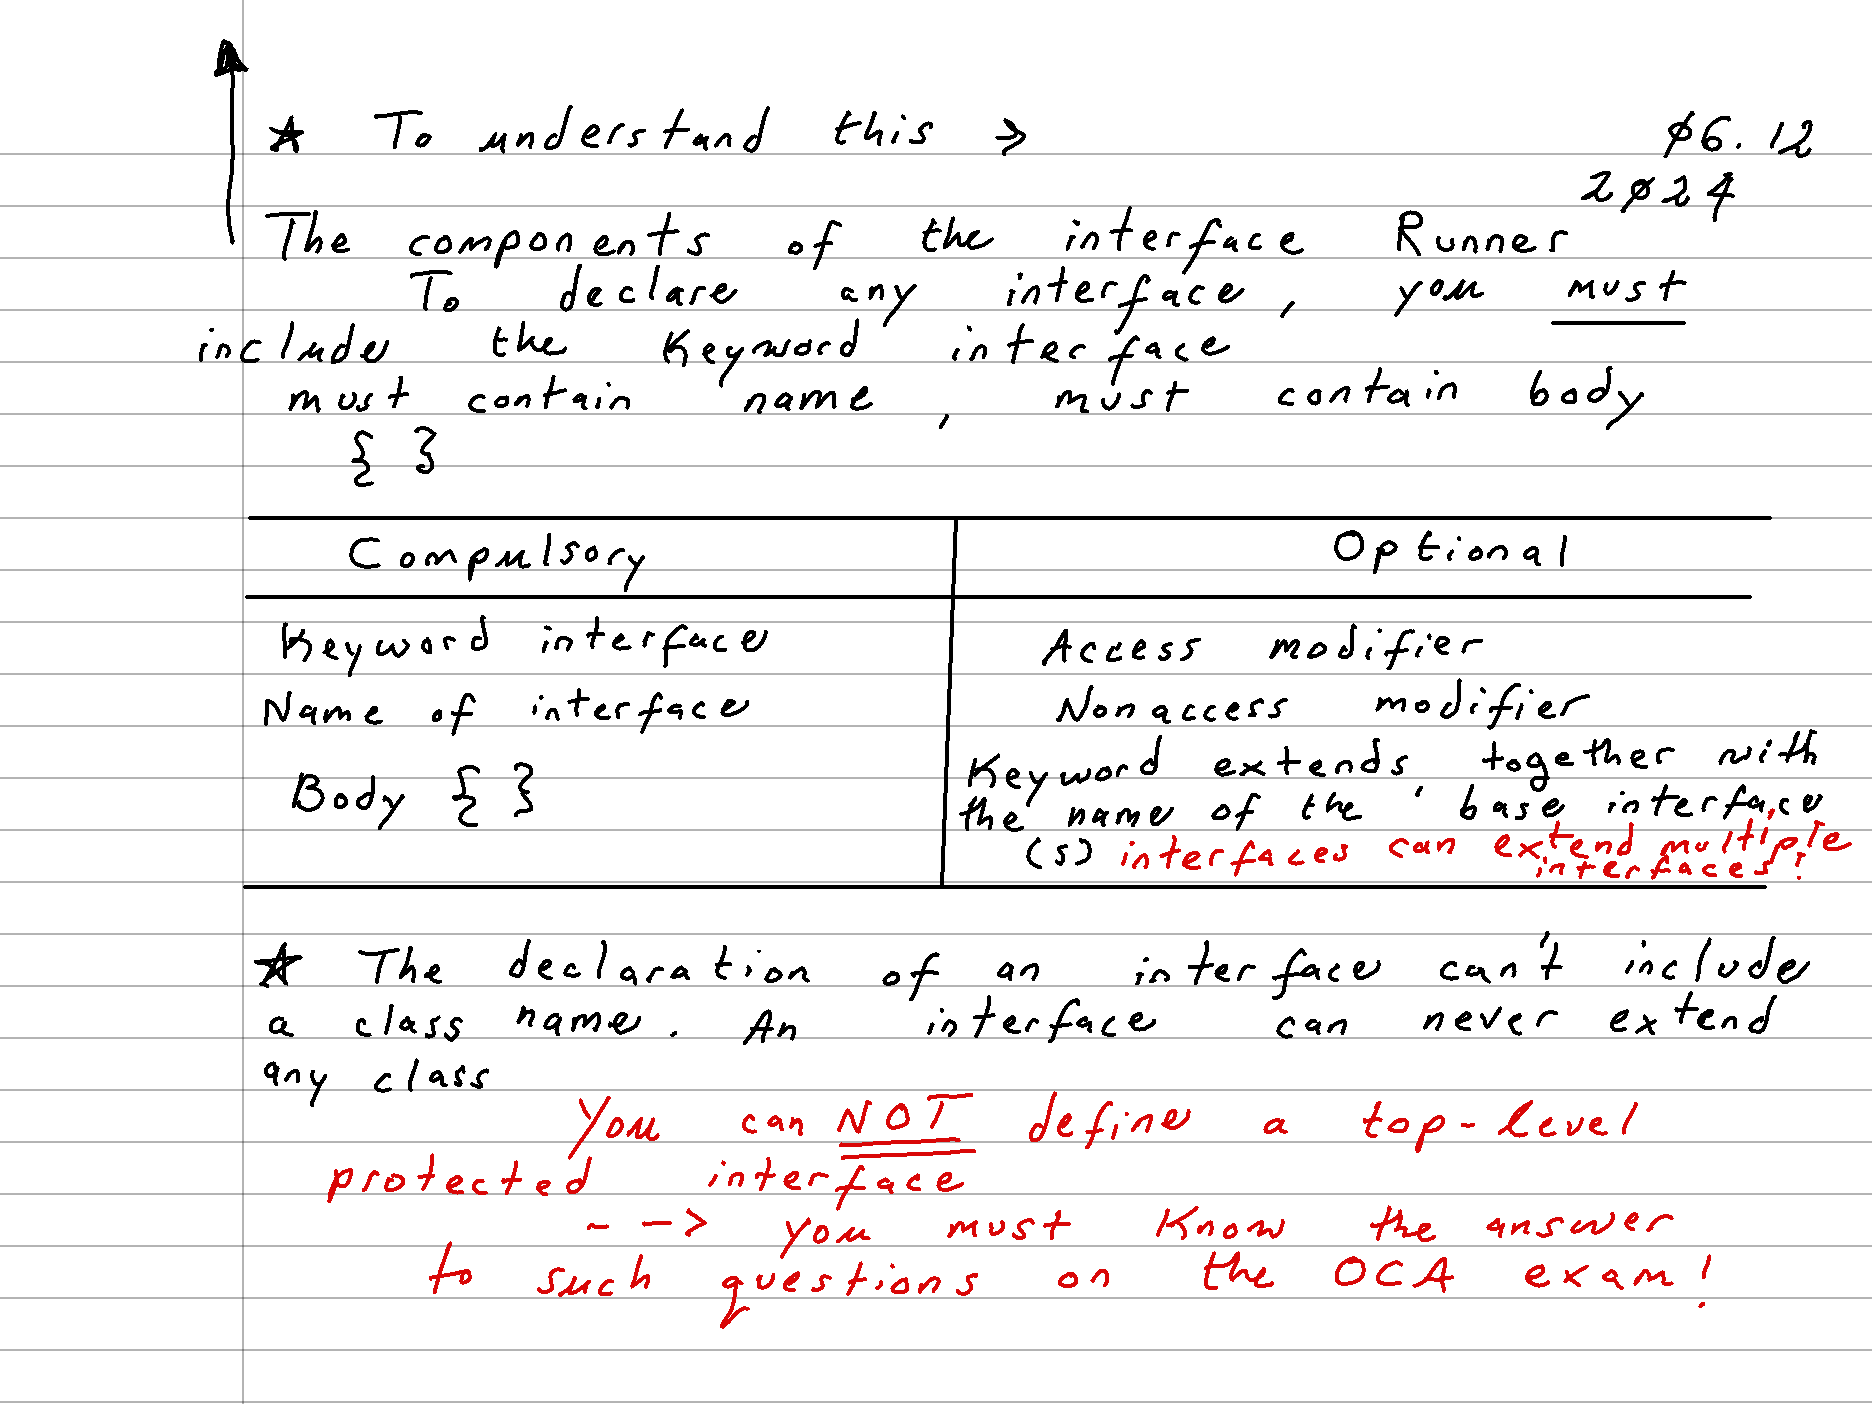 ★ To understand this →
06.12
2024
The components of the interface Runner
To declare any interface, you must
include the Keyword interface
must contain name, must contain body
{ }
Compulsory Optional
Keyword interface Access modifier
Name of interface Nonaccess modifier
Body { } Keyword extends, together with
the name of the base interface
(s) interfaces can extend multiple
interfaces!
★ The declaration of an interface can't include
a class name. An interface can never extend
any class
You can NOT define a top-level
protected interface
- -> you must Know the answer
to such questions on the OCA exam!